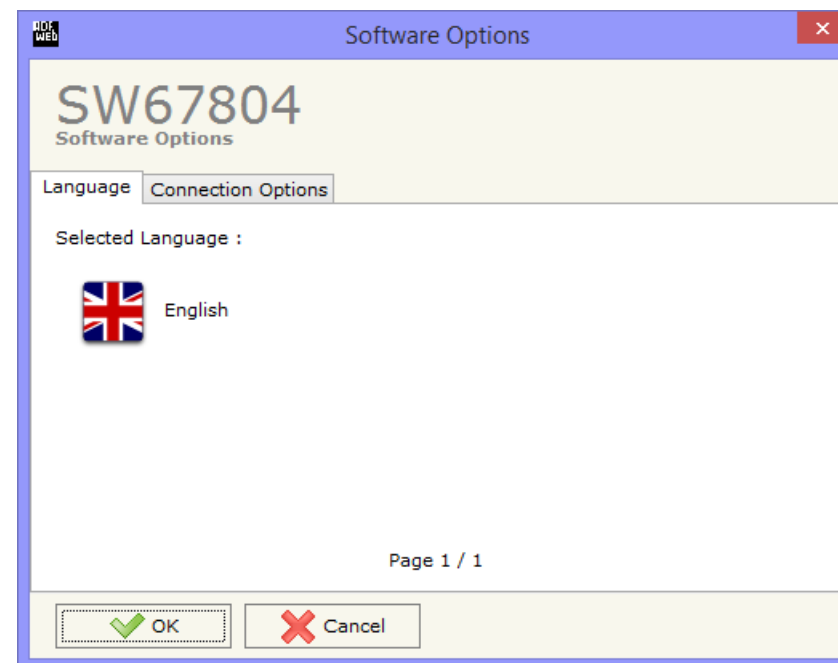 ADF
WEB
Software Options
SW67804
Software Options
Language Connection Options
Selected Language :
English
Page 1 / 1
OK Cancel